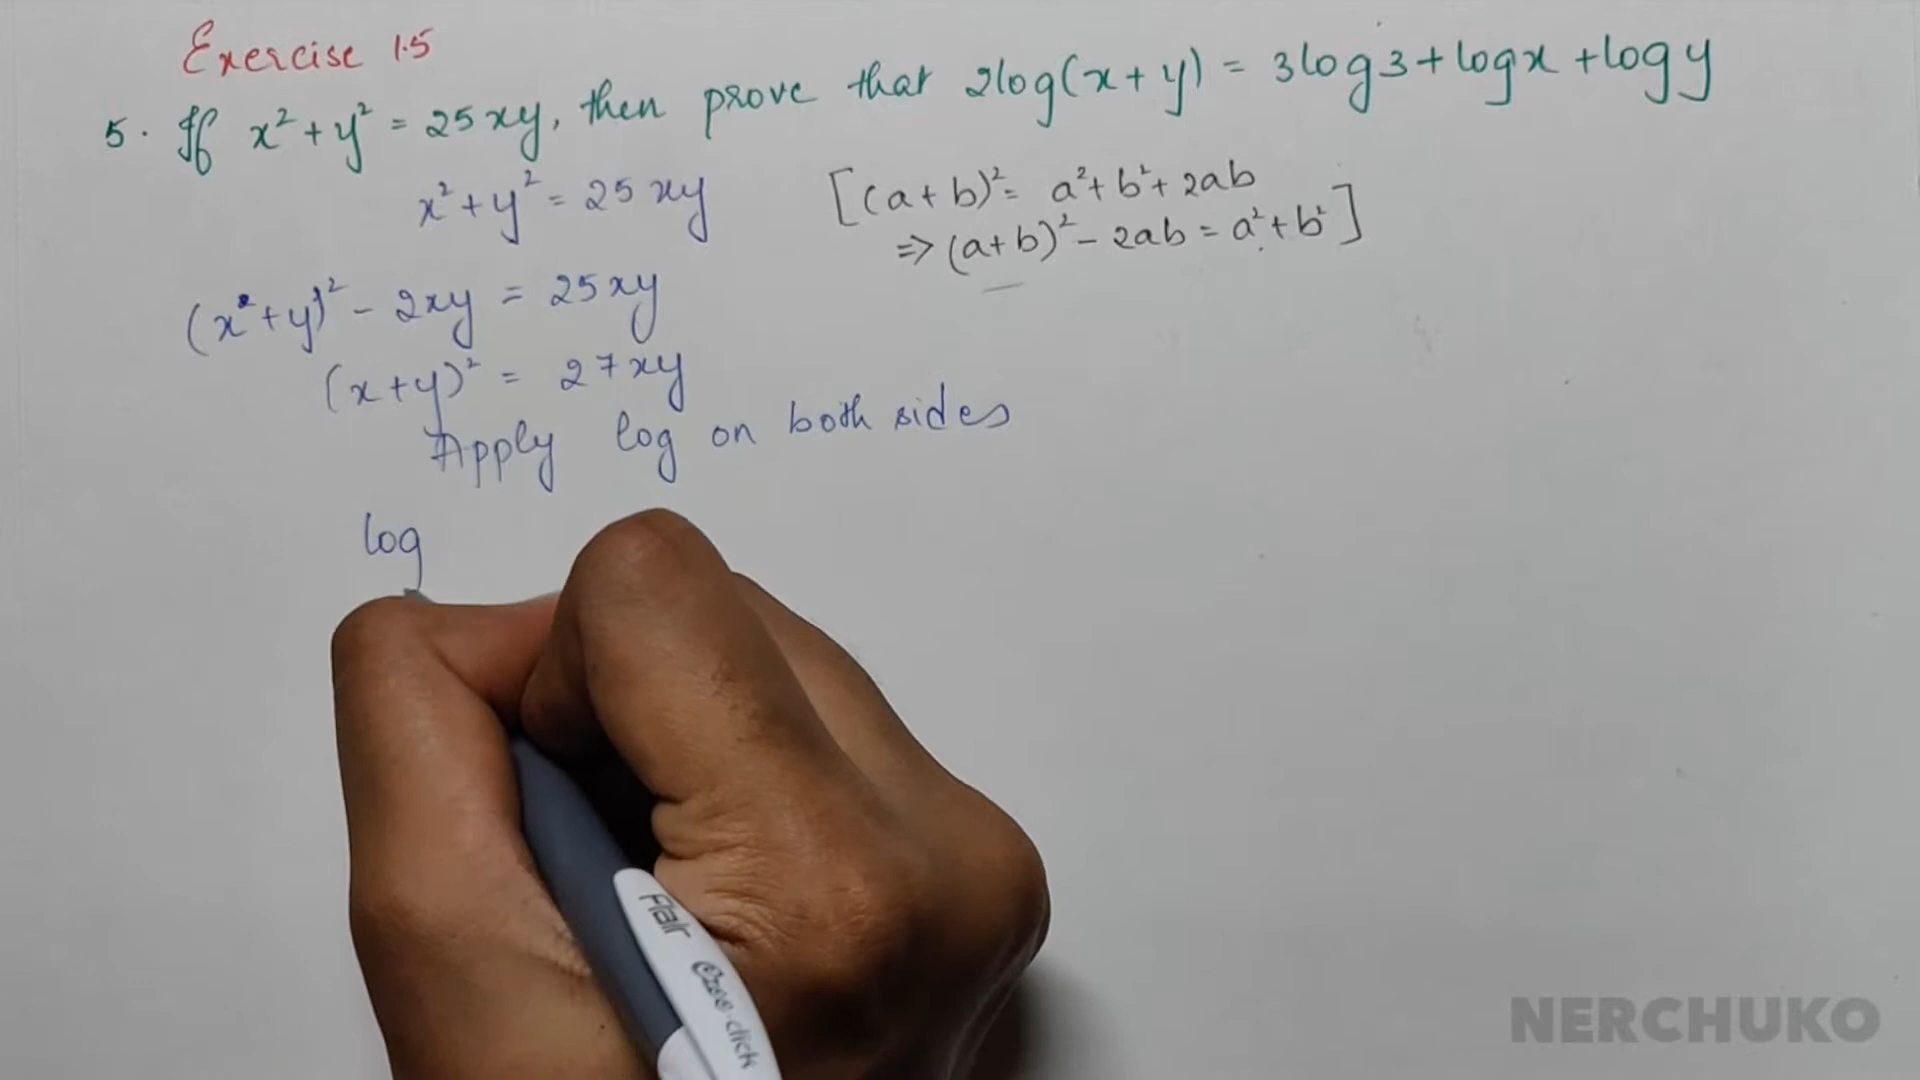 Exercise 1.5
5. If x² + y² = 25xy, then prove that 2log(x + y) = 3log3 + logx + logy
x² + y² = 25xy [(a + b)² = a² + b² + 2ab
⇒ (a+b)² - 2ab = a² + b²]
(x + y)² - 2xy = 25xy
(x + y)² = 27xy
Apply log on both sides
log
Flair Ezee-click
NERCHUKO